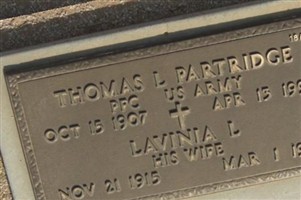 THOMAS L PARTRIDGE
PFC US ARMY
OCT 15 1907 APR 15
LAVINIA L
HIS WIFE
NOV 21 1915 MAR 1